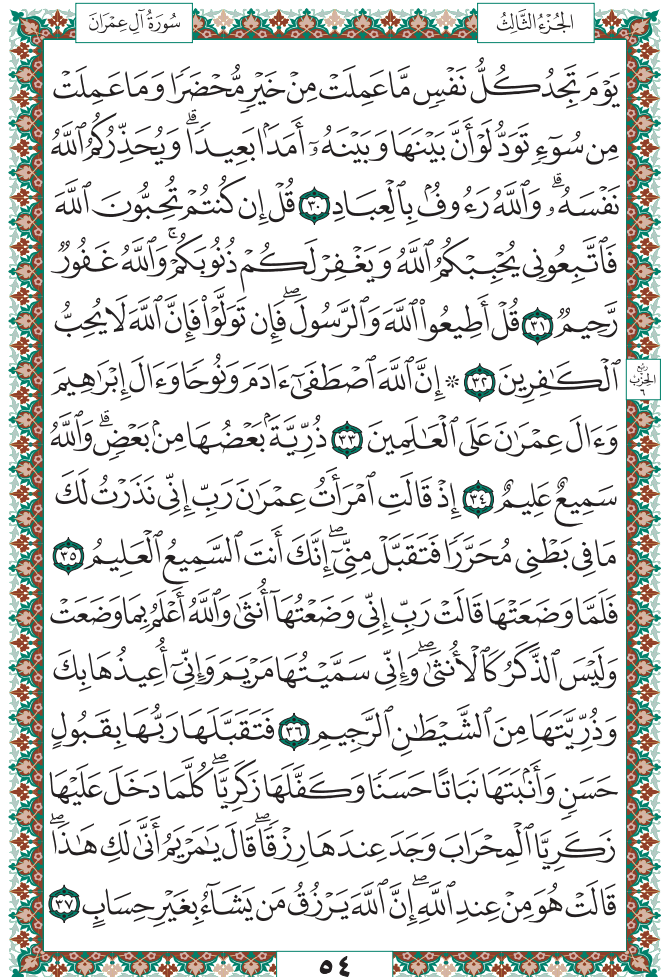 الجُزْءُ الثَّالِثُ
سُورَةُ آلِ عِمْرَانَ
يَوْمَ تَجِدُ كُلُّ نَفْسٖ مَّا عَمِلَتْ مِنْ خَيْرٖ مُّحْضَرٗا وَمَا عَمِلَتْ
مِن سُوٓءٖ تَوَدُّ لَوْ أَنَّ بَيْنَهَا وَبَيْنَهُۥٓ أَمَدَۢا بَعِيدٗاۗ وَيُحَذِّرُكُمُ ٱللَّهُ
نَفْسَهُۥۗ وَٱللَّهُ رَءُوفُۢ بِٱلْعِبَادِ ٣٠ قُلْ إِن كُنتُمْ تُحِبُّونَ ٱللَّهَ
فَٱتَّبِعُونِي يُحْبِبْكُمُ ٱللَّهُ وَيَغْفِرْ لَكُمْ ذُنُوبَكُمْۚ وَٱللَّهُ غَفُورٞ
رَّحِيمٞ ٣١ قُلْ أَطِيعُوا۟ ٱللَّهَ وَٱلرَّسُولَۖ فَإِن تَوَلَّوْا۟ فَإِنَّ ٱللَّهَ لَا يُحِبُّ
ٱلْكَٰفِرِينَ ٣٢ ۞ إِنَّ ٱللَّهَ ٱصْطَفَىٰٓ ءَادَمَ وَنُوحٗا وَءَالَ إِبْرَٰهِيمَ
رُبع
الحِزْب
٦
وَءَالَ عِمْرَٰنَ عَلَى ٱلْعَٰلَمِينَ ٣٣ ذُرِّيَّةَۢ بَعْضُهَا مِنۢ بَعْضٖۗ وَٱللَّهُ
سَمِيعٌ عَلِيمٌ ٣٤ إِذْ قَالَتِ ٱمْرَأَتُ عِمْرَٰنَ رَبِّ إِنِّي نَذَرْتُ لَكَ
مَا فِي بَطْنِي مُحَرَّرٗا فَتَقَبَّلْ مِنِّيٓۖ إِنَّكَ أَنتَ ٱلسَّمِيعُ ٱلْعَلِيمُ ٣٥
فَلَمَّا وَضَعَتْهَا قَالَتْ رَبِّ إِنِّي وَضَعْتُهَآ أُنثَىٰ وَٱللَّهُ أَعْلَمُ بِمَا وَضَعَتْ
وَلَيْسَ ٱلذَّكَرُ كَٱلْأُنثَىٰۖ وَإِنِّي سَمَّيْتُهَا مَرْيَمَ وَإِنِّيٓ أُعِيذُهَا بِكَ
وَذُرِّيَّتَهَا مِنَ ٱلشَّيْطَٰنِ ٱلرَّجِيمِ ٣٦ فَتَقَبَّلَهَا رَبُّهَا بِقَبُولٍ
حَسَنٖ وَأَنۢبَتَهَا نَبَاتًا حَسَنٗا وَكَفَّلَهَا زَكَرِيَّاۖ كُلَّمَا دَخَلَ عَلَيْهَا
زَكَرِيَّا ٱلْمِحْرَابَ وَجَدَ عِندَهَا رِزْقٗاۖ قَالَ يَٰمَرْيَمُ أَنَّىٰ لَكِ هَٰذَاۖ
قَالَتْ هُوَ مِنْ عِندِ ٱللَّهِۖ إِنَّ ٱللَّهَ يَرْزُقُ مَن يَشَآءُ بِغَيْرِ حِسَابٍ ٣٧
٥٤